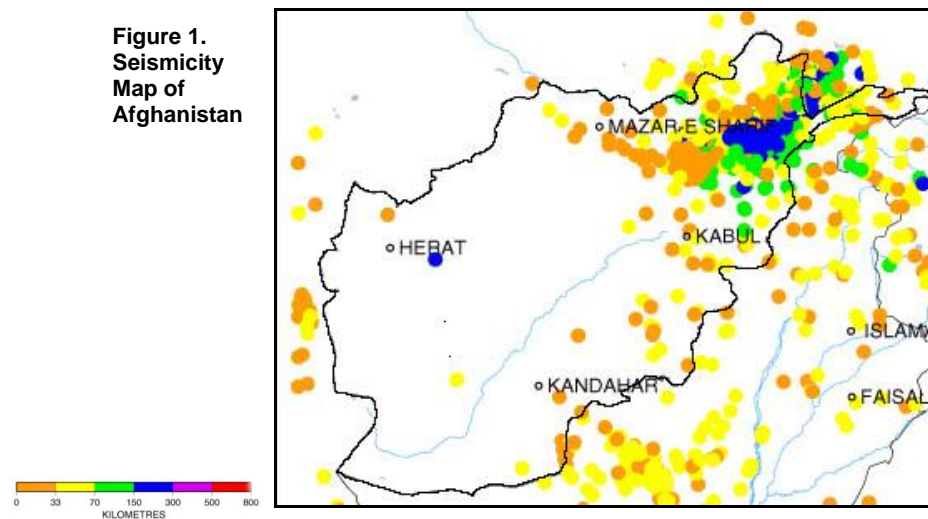 Figure 1.
Seismicity
Map of
Afghanistan
MAZAR-E SHARIF
HERAT
KABUL
ISLAMA
KANDAHAR
FAISAL
0 33 70 150 300 500 800
KILOMETRES